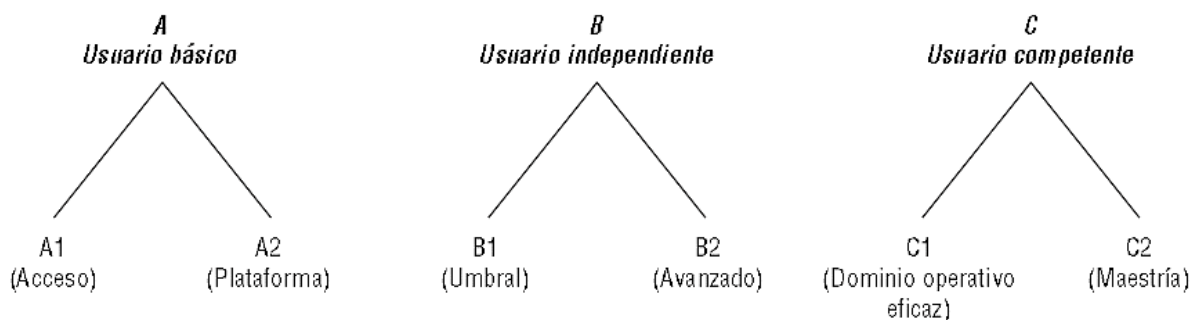 A
Usuario básico
B
Usuario independiente
C
Usuario competente
A1
(Acceso)
A2
(Plataforma)
B1
(Umbral)
B2
(Avanzado)
C1
(Dominio operativo
eficaz)
C2
(Maestría)